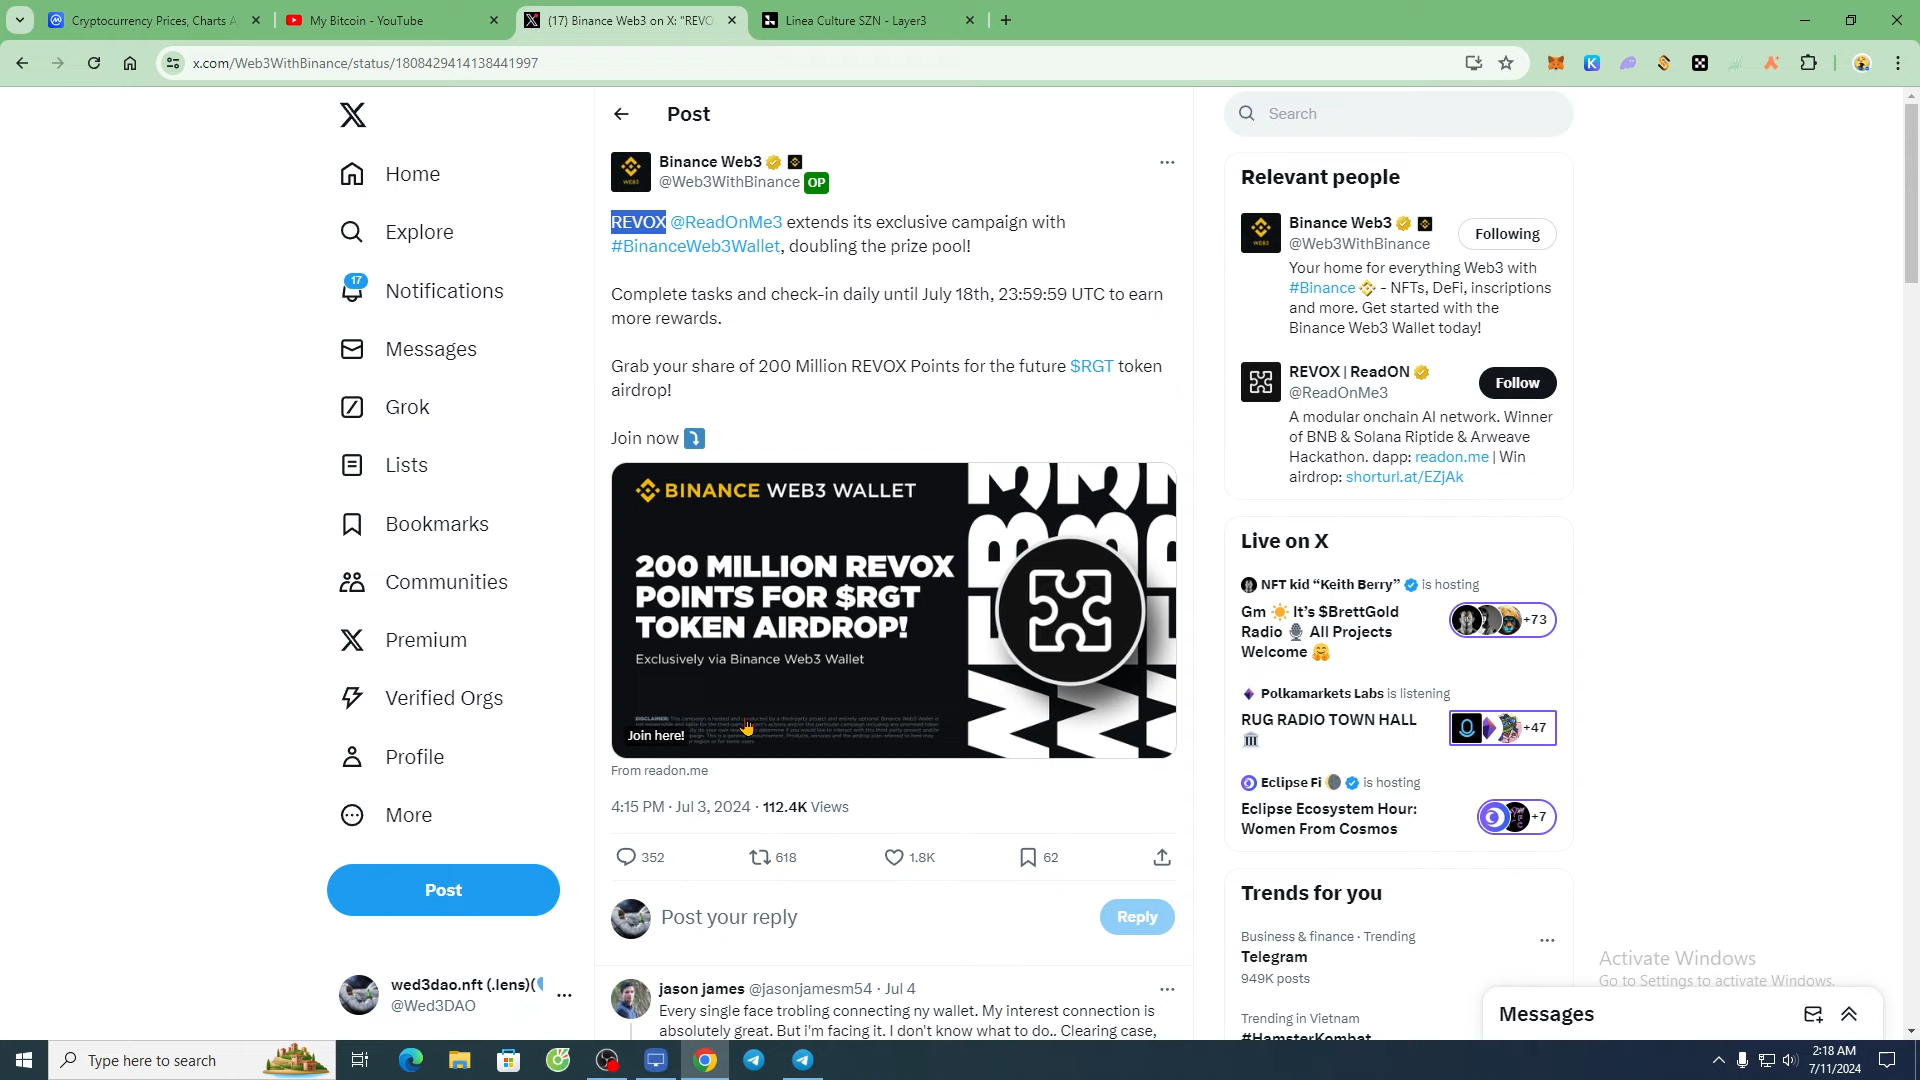 Cryptocurrency Prices, Charts A
My Bitcoin - YouTube
(17) Binance Web3 on X: "REVO
Linea Culture SZN - Layer3
x.com/Web3WithBinance/status/1808429414138441997
Home
Explore
17
Notifications
Messages
Grok
Lists
Bookmarks
Communities
Premium
Verified Orgs
Profile
More
Post
wed3dao.nft (.lens)(
@Wed3DAO
Post
Binance Web3
@Web3WithBinance OP
REVOX @ReadOnMe3 extends its exclusive campaign with
#BinanceWeb3Wallet, doubling the prize pool!
Complete tasks and check-in daily until July 18th, 23:59:59 UTC to earn
more rewards.
Grab your share of 200 Million REVOX Points for the future $RGT token
airdrop!
Join now
BINANCE WEB3 WALLET
200 MILLION REVOX
POINTS FOR $RGT
TOKEN AIRDROP!
Exclusively via Binance Web3 Wallet
Join here!
WEB3
From readon.me
4:15 PM · Jul 3, 2024 · 112.4K Views
352
618
1.8K
62
Post your reply
Reply
jason james @jasonjamesm54 · Jul 4
Every single face trobling connecting ny wallet. My interest connection is
absolutely great. But i'm facing it. I don't know what to do.. Clearing case,
Search
Relevant people
Binance Web3
@Web3WithBinance
Following
Your home for everything Web3 with
#Binance - NFTs, DeFi, inscriptions
and more. Get started with the
Binance Web3 Wallet today!
REVOX | ReadON
@ReadOnMe3
Follow
A modular onchain AI network. Winner
of BNB & Solana Riptide & Arweave
Hackathon. dapp: readon.me | Win
airdrop: shorturl.at/EZjAk
Live on X
NFT kid “Keith Berry” is hosting
Gm It’s $BrettGold
Radio All Projects
Welcome
+73
Polkamarkets Labs is listening
RUG RADIO TOWN HALL
+47
Eclipse Fi is hosting
Eclipse Ecosystem Hour:
Women From Cosmos
+7
Trends for you
Business & finance · Trending
Telegram
949K posts
Trending in Vietnam
#HamsterKombat
Activate Windows
Go to Settings to activate Windows.
Messages
Type here to search
2:18 AM
7/11/2024